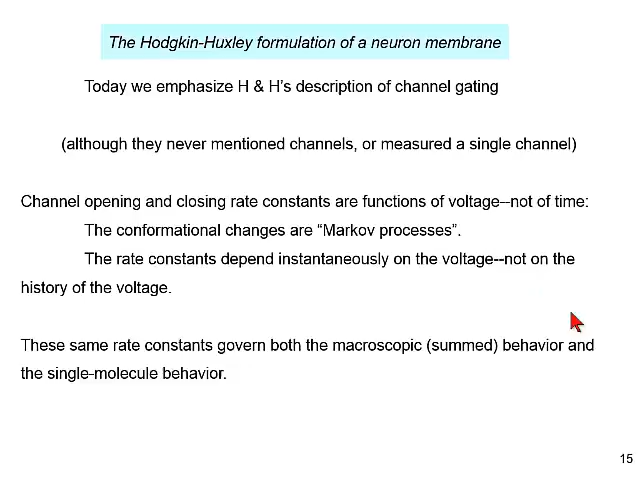 The Hodgkin-Huxley formulation of a neuron membrane
Today we emphasize H & H's description of channel gating
(although they never mentioned channels, or measured a single channel)
Channel opening and closing rate constants are functions of voltage--not of time:
The conformational changes are “Markov processes”.
The rate constants depend instantaneously on the voltage--not on the
history of the voltage.
These same rate constants govern both the macroscopic (summed) behavior and
the single-molecule behavior.
15